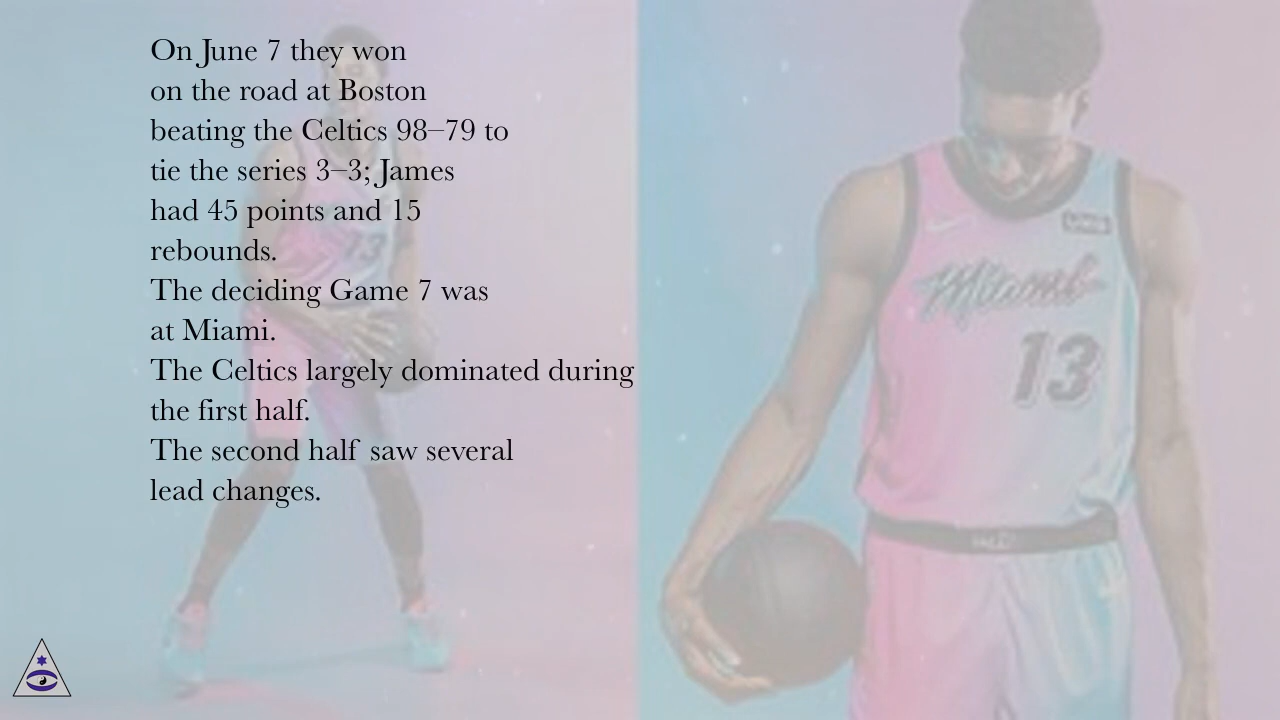 On June 7 they won
on the road at Boston
beating the Celtics 98–79 to
tie the series 3–3; James
had 45 points and 15
rebounds.
The deciding Game 7 was
at Miami.
The Celtics largely dominated during
the first half.
The second half saw several
lead changes.
13
Miami
13